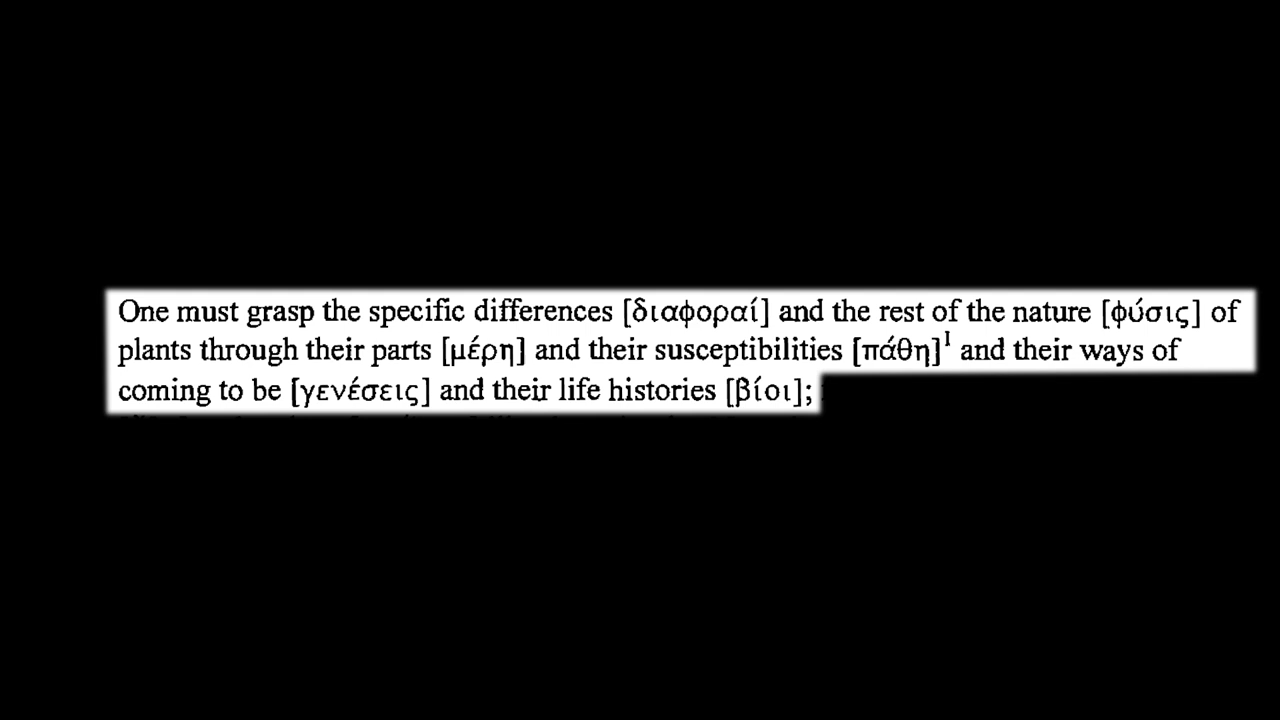 One must grasp the specific differences [διαφοραί] and the rest of the nature [φύσις] of
plants through their parts [μέρη] and their susceptibilities [πάθη]¹ and their ways of
coming to be [γενέσεις] and their life histories [βίοι];